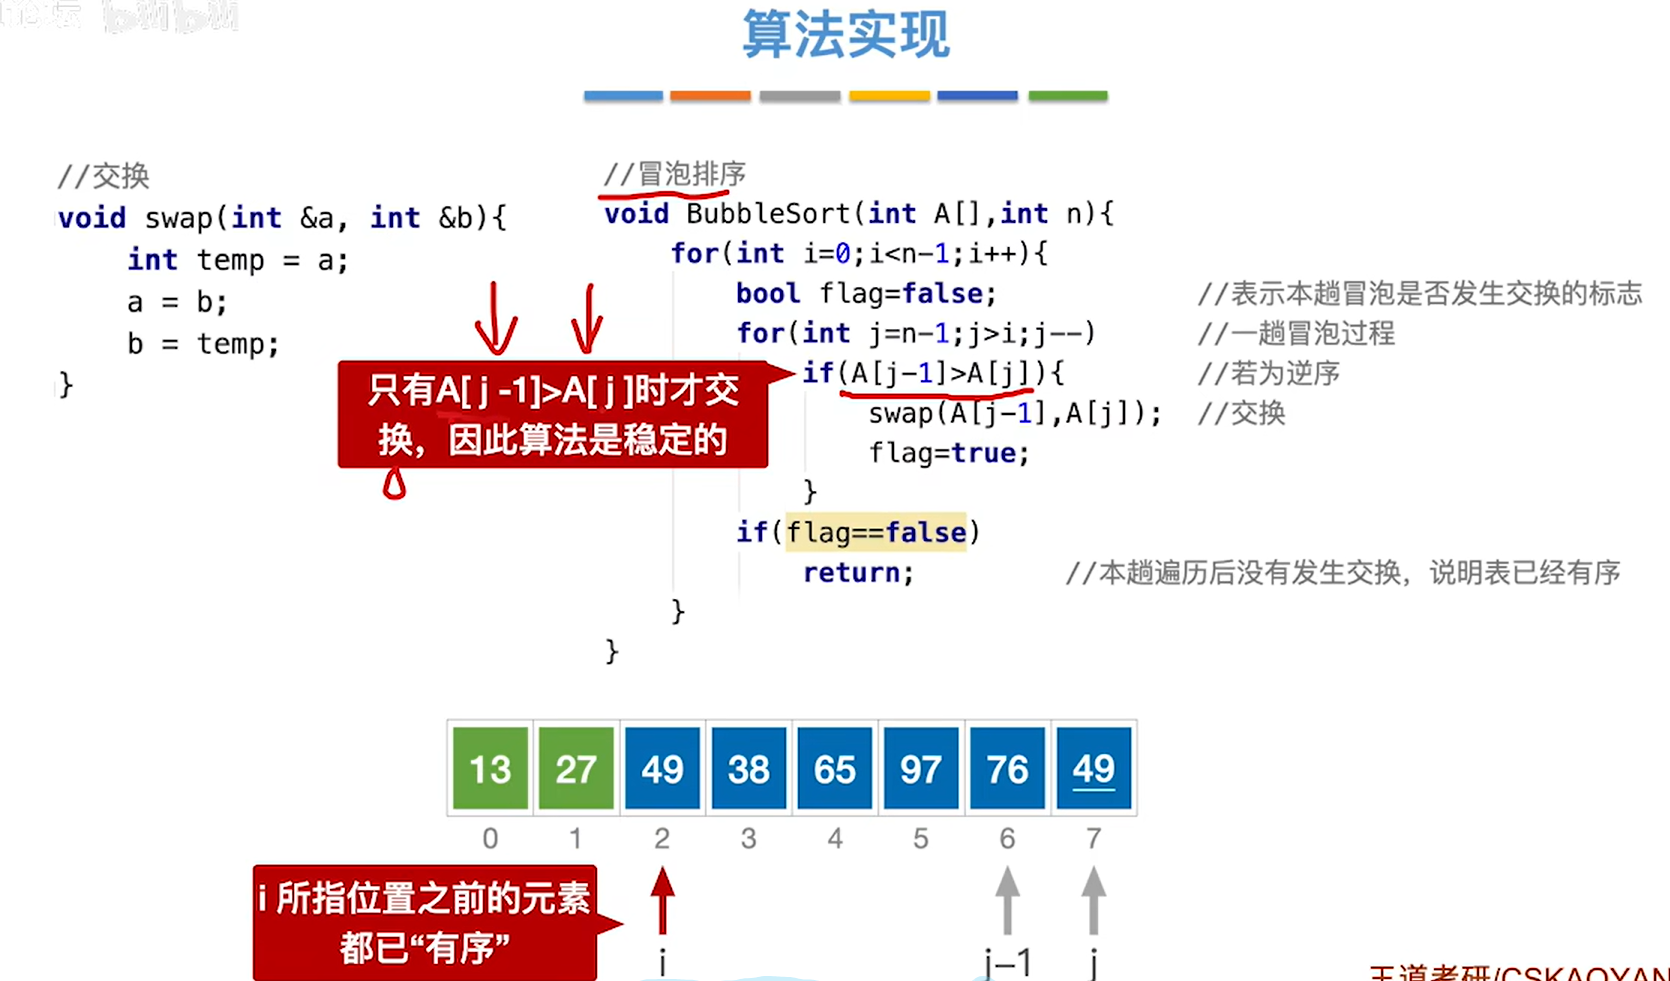 bilibili
算法实现
//交换
void swap(int &a, int &b){
    int temp = a;
    a = b;
    b = temp;
}
//冒泡排序
void BubbleSort(int A[],int n){
    for(int i=0;i<n-1;i++){
        bool flag=false; //表示本趟冒泡是否发生交换的标志
        for(int j=n-1;j>i;j--) //一趟冒泡过程
            if(A[j-1]>A[j]){ //若为逆序
                swap(A[j-1],A[j]); //交换
                flag=true;
            }
        if(flag==false)
            return; //本趟遍历后没有发生交换，说明表已经有序
    }
}
只有A[ j -1]>A[ j ]时才交
换，因此算法是稳定的
13 27 49 38 65 97 76 49
0 1 2 3 4 5 6 7
i 所指位置之前的元素
都已“有序”
i j-1 j
王道考研/CSKAOYAN